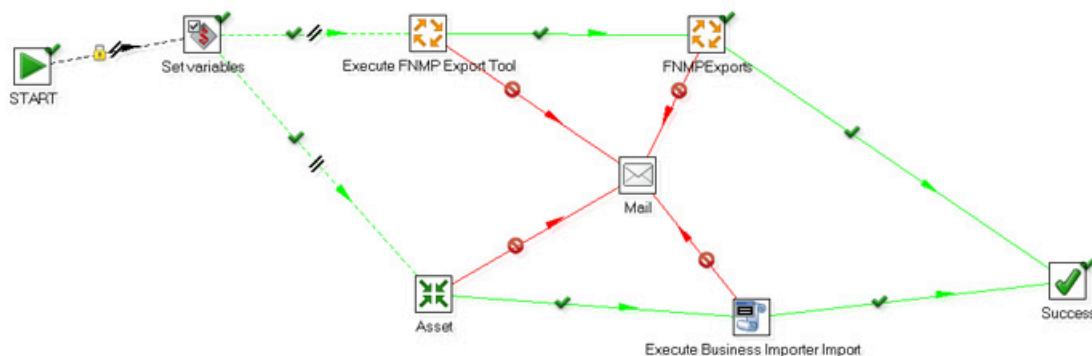 START
Set variables
Execute FNMP Export Tool
FNMPExports
Mail
Asset
Execute Business Importer Import
Success